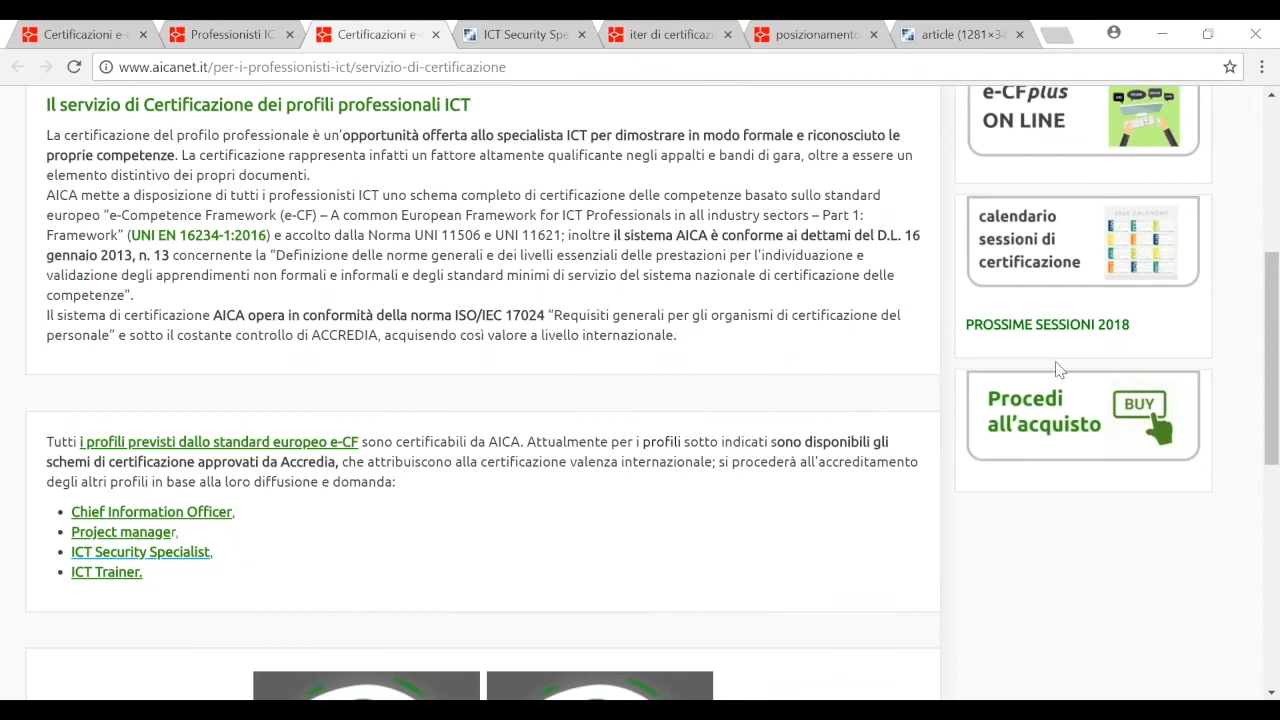 Certificazioni e-
Professionisti IC
Certificazioni e-
ICT Security Spe
iter di certificaz
posizionamento
article (1281×34
www.aicanet.it/per-i-professionisti-ict/servizio-di-certificazione
Il servizio di Certificazione dei profili professionali ICT
La certificazione del profilo professionale è un'opportunità offerta allo specialista ICT per dimostrare in modo formale e riconosciuto le
proprie competenze. La certificazione rappresenta infatti un fattore altamente qualificante negli appalti e bandi di gara, oltre a essere un
elemento distintivo dei propri documenti.
AICA mette a disposizione di tutti i professionisti ICT uno schema completo di certificazione delle competenze basato sullo standard
europeo "e-Competence Framework (e-CF) – A common European Framework for ICT Professionals in all industry sectors – Part 1:
Framework" (UNI EN 16234-1:2016) e accolto dalla Norma UNI 11506 e UNI 11621; inoltre il sistema AICA è conforme ai dettami del D.L. 16
gennaio 2013, n. 13 concernente la "Definizione delle norme generali e dei livelli essenziali delle prestazioni per l'individuazione e
validazione degli apprendimenti non formali e informali e degli standard minimi di servizio del sistema nazionale di certificazione delle
competenze".
Il sistema di certificazione AICA opera in conformità della norma ISO/IEC 17024 "Requisiti generali per gli organismi di certificazione del
personale" e sotto il costante controllo di ACCREDIA, acquisendo così valore a livello internazionale.
Tutti i profili previsti dallo standard europeo e-CF sono certificabili da AICA. Attualmente per i profili sotto indicati sono disponibili gli
schemi di certificazione approvati da Accredia, che attribuiscono alla certificazione valenza internazionale; si procederà all'accreditamento
degli altri profili in base alla loro diffusione e domanda:
• Chief Information Officer,
• Project manager,
• ICT Security Specialist,
• ICT Trainer.
e-CFplus
ON LINE
calendario
sessioni di
certificazione
PROSSIME SESSIONI 2018
Procedi
all'acquisto
BUY